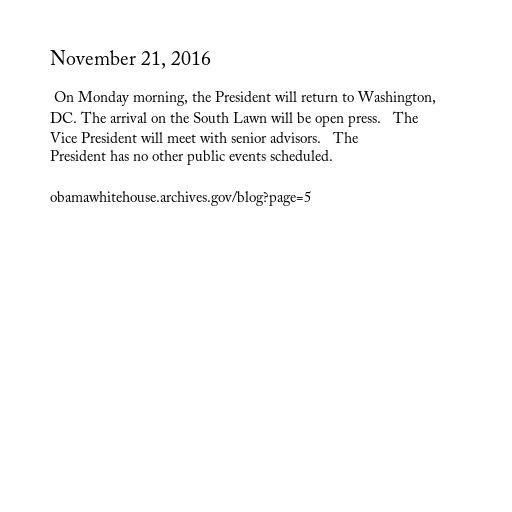 November 21, 2016
On Monday morning, the President will return to Washington,
DC. The arrival on the South Lawn will be open press.   The
Vice President will meet with senior advisors.   The
President has no other public events scheduled.
obamawhitehouse.archives.gov/blog?page=5